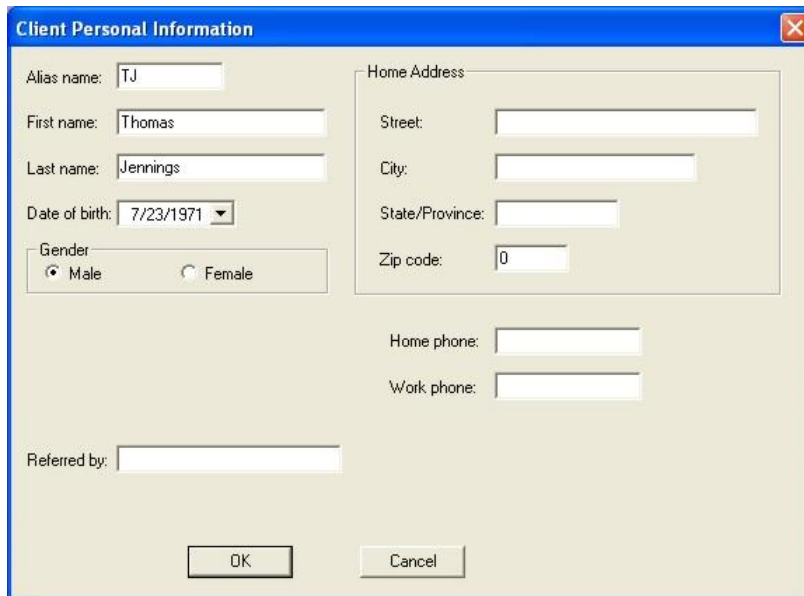 Client Personal Information
Alias name: TJ
First name: Thomas
Last name: Jennings
Date of birth: 7/23/1971
Gender
Male Female
Home Address
Street:
City:
State/Province:
Zip code: 0
Home phone:
Work phone:
Referred by:
OK Cancel